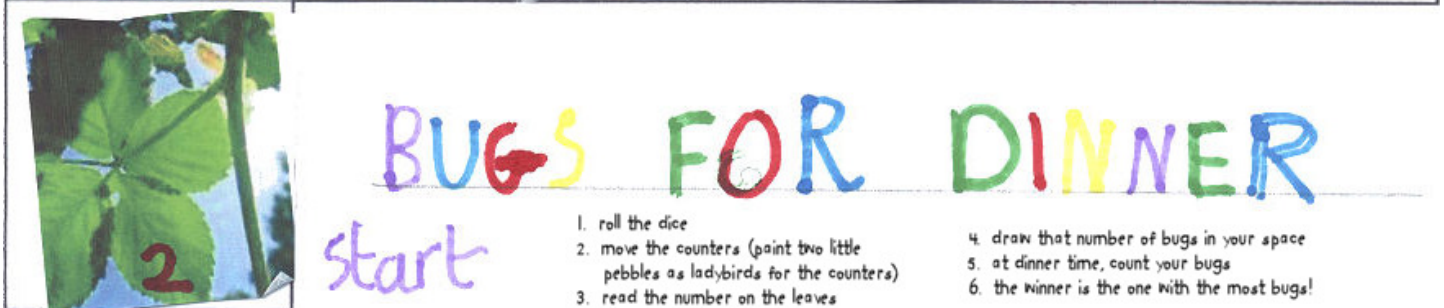 BUGS FOR DINNER
2
start
1. roll the dice
2. move the counters (paint two little
pebbles as ladybirds for the counters)
3. read the number on the leaves
4. draw that number of bugs in your space
5. at dinner time, count your bugs
6. the winner is the one with the most bugs!